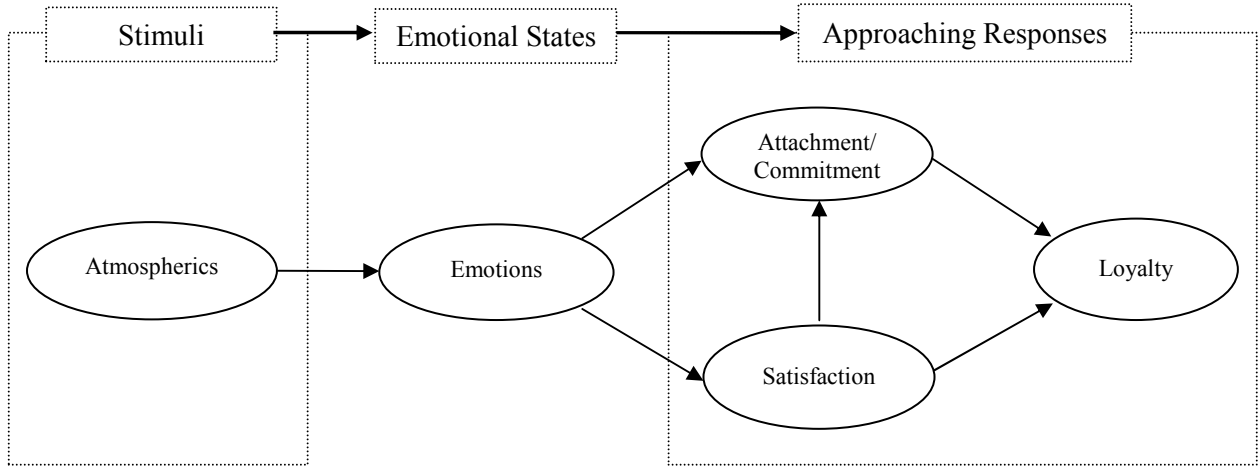 Stimuli
Emotional States
Approaching Responses
Attachment/
Commitment
Atmospherics
Emotions
Loyalty
Satisfaction